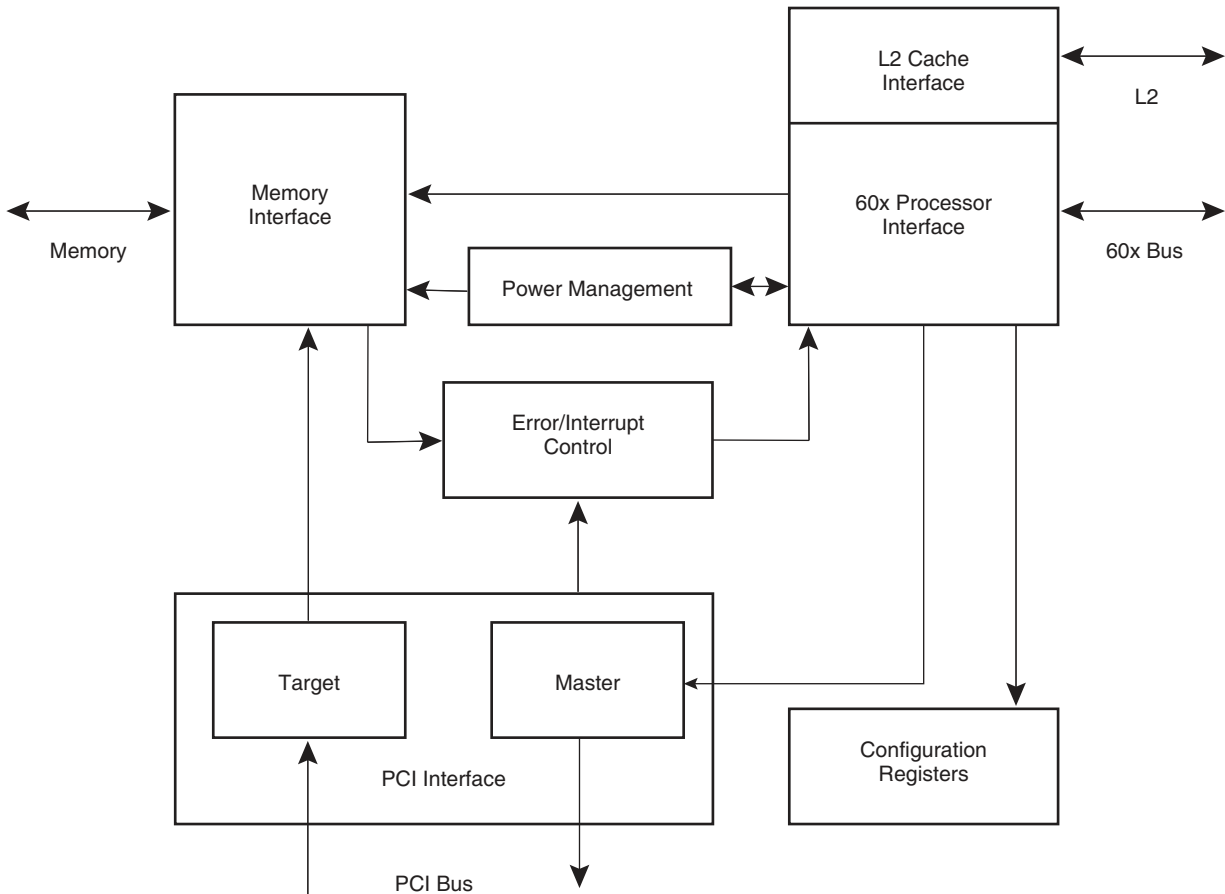 L2 Cache
Interface
L2
Memory
Interface
60x Processor
Interface
Memory
60x Bus
Power Management
Error/Interrupt
Control
Target
Master
Configuration
Registers
PCI Interface
PCI Bus